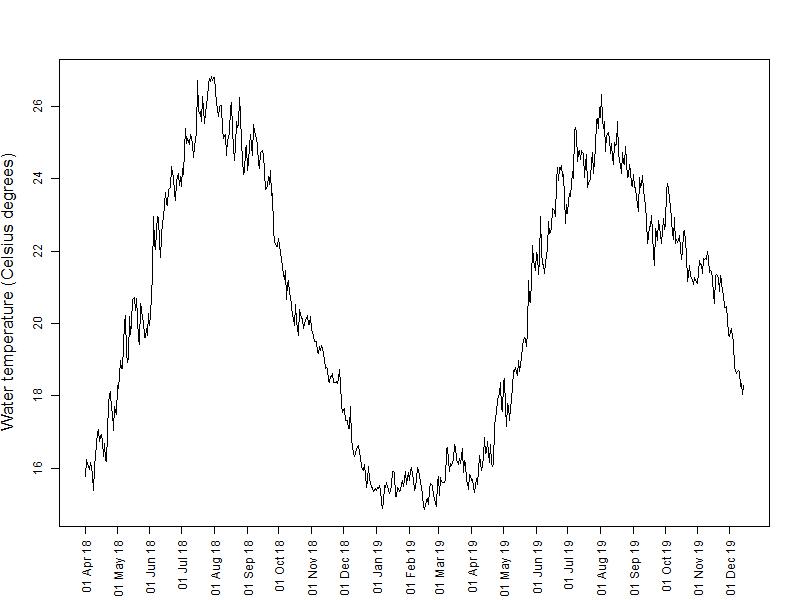 Water temperature (Celsius degrees)
26
24
22
20
18
16
01 Apr 18
01 May 18
01 Jun 18
01 Jul 18
01 Aug 18
01 Sep 18
01 Oct 18
01 Nov 18
01 Dec 18
01 Jan 19
01 Feb 19
01 Mar 19
01 Apr 19
01 May 19
01 Jun 19
01 Jul 19
01 Aug 19
01 Sep 19
01 Oct 19
01 Nov 19
01 Dec 19